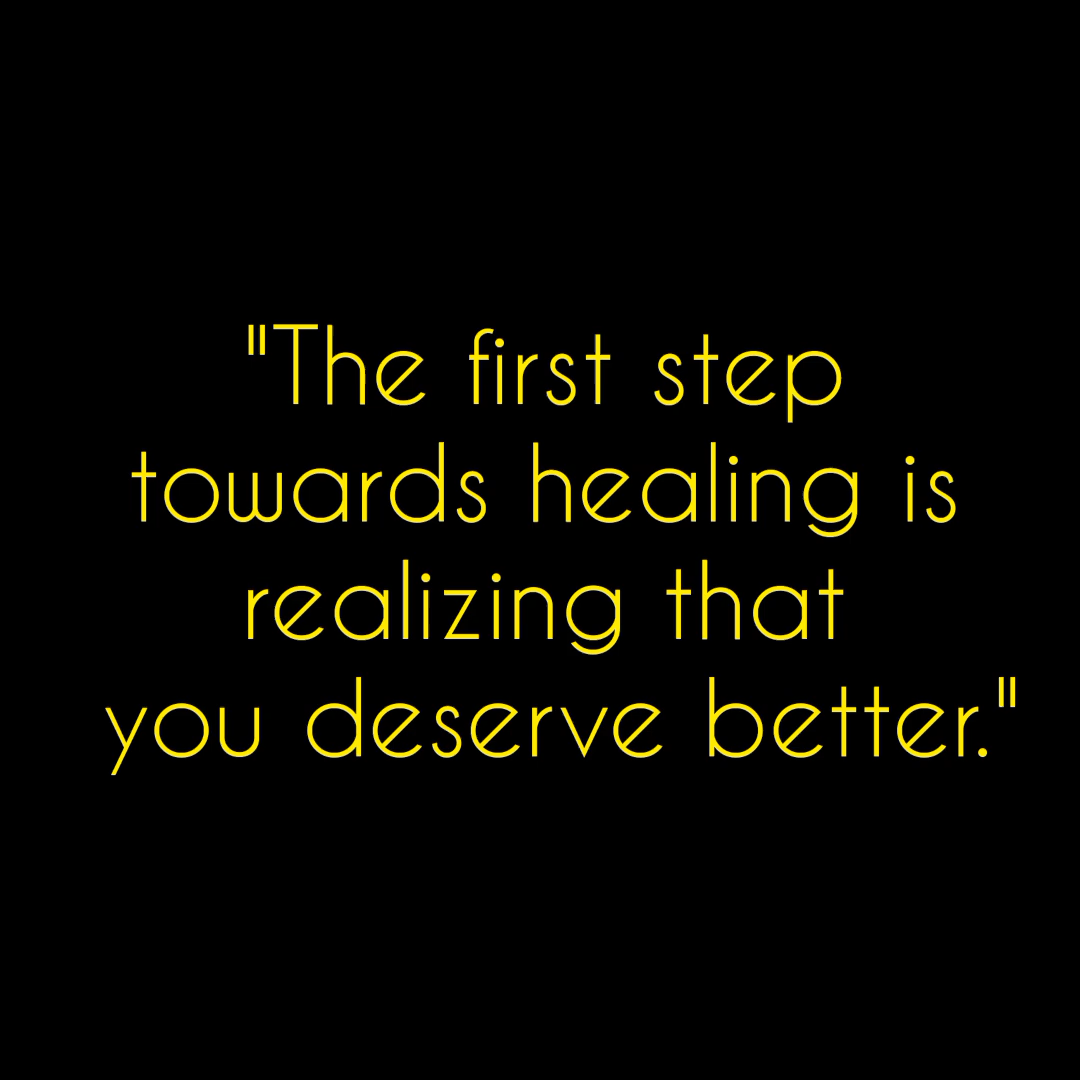 "The first step
towards healing is
realizing that
you deserve better."